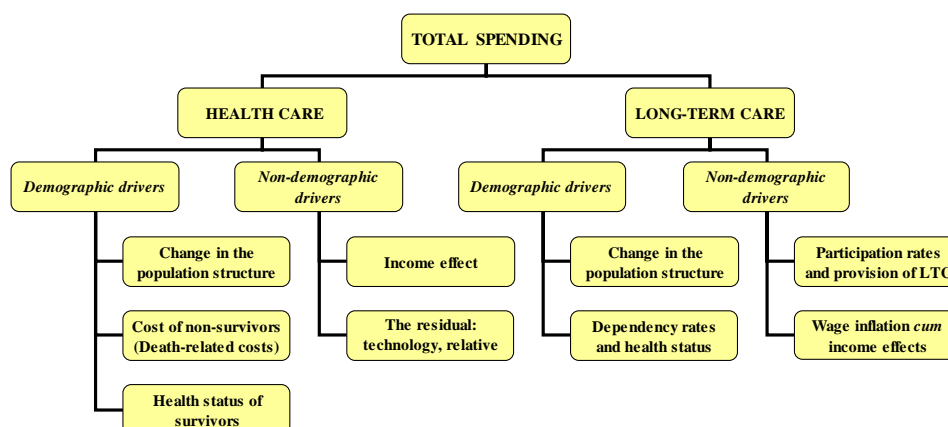 TOTAL SPENDING
HEALTH CARE
LONG-TERM CARE
Demographic drivers
Non-demographic
drivers
Demographic drivers
Non-demographic
drivers
Change in the
population structure
Income effect
Change in the
population structure
Participation rates
and provision of LTC
Cost of non-survivors
(Death-related costs)
The residual:
technology, relative
Dependency rates
and health status
Wage inflation cum
income effects
Health status of
survivors